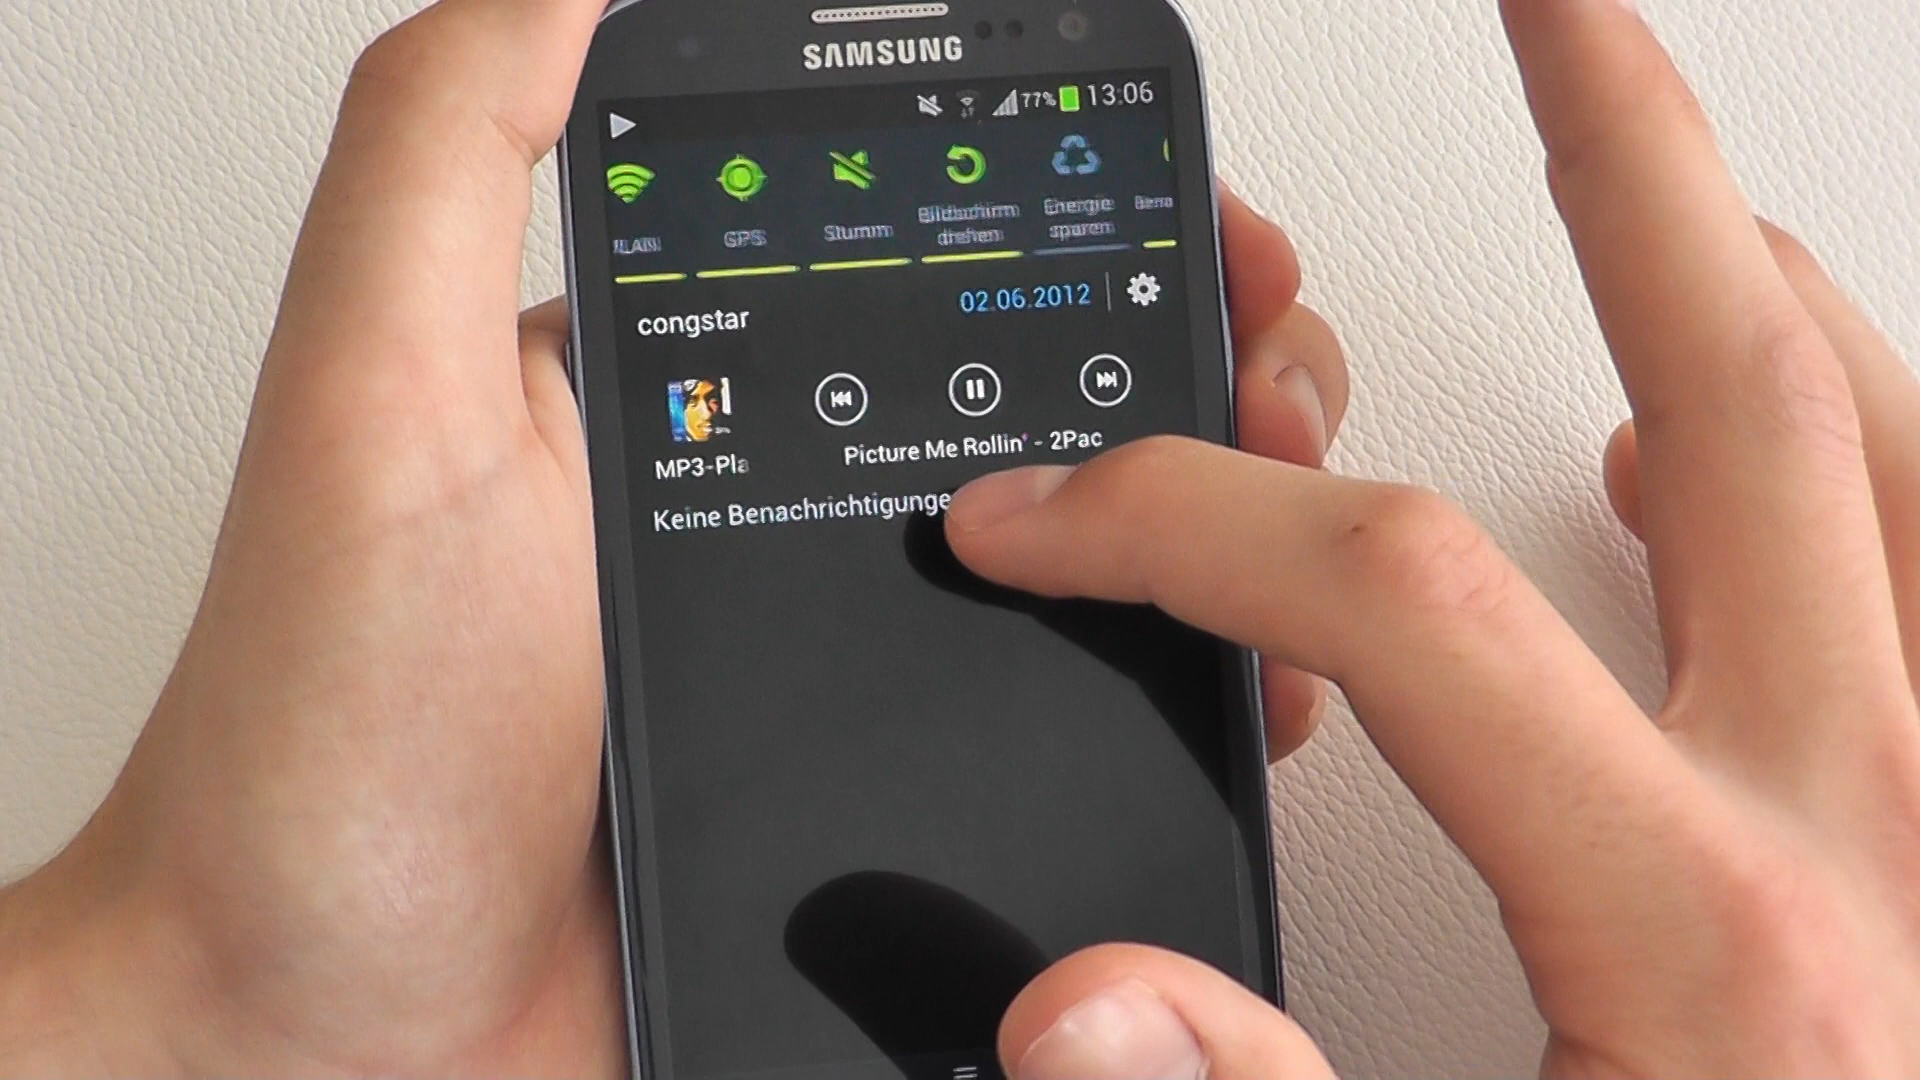 SAMSUNG
77% 13:06
GPS
Stumm
Bildschirm
drehen
Energie
sparen
congstar
02.06.2012
MP3-Pla
Picture Me Rollin' - 2Pac
Keine Benachrichtigunge